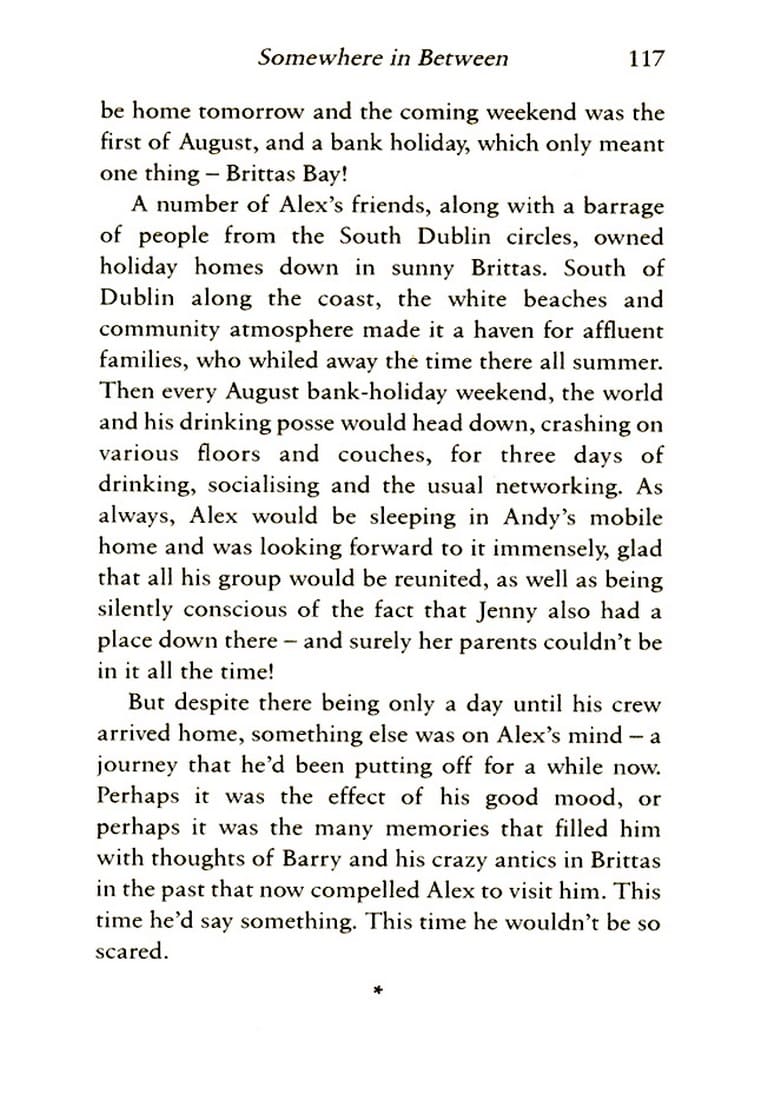 Somewhere in Between 117
be home tomorrow and the coming weekend was the
first of August, and a bank holiday, which only meant
one thing – Brittas Bay!
A number of Alex's friends, along with a barrage
of people from the South Dublin circles, owned
holiday homes down in sunny Brittas. South of
Dublin along the coast, the white beaches and
community atmosphere made it a haven for affluent
families, who whiled away the time there all summer.
Then every August bank-holiday weekend, the world
and his drinking posse would head down, crashing on
various floors and couches, for three days of
drinking, socialising and the usual networking. As
always, Alex would be sleeping in Andy's mobile
home and was looking forward to it immensely, glad
that all his group would be reunited, as well as being
silently conscious of the fact that Jenny also had a
place down there – and surely her parents couldn't be
in it all the time!
But despite there being only a day until his crew
arrived home, something else was on Alex's mind – a
journey that he'd been putting off for a while now.
Perhaps it was the effect of his good mood, or
perhaps it was the many memories that filled him
with thoughts of Barry and his crazy antics in Brittas
in the past that now compelled Alex to visit him. This
time he'd say something. This time he wouldn't be so
scared.
*